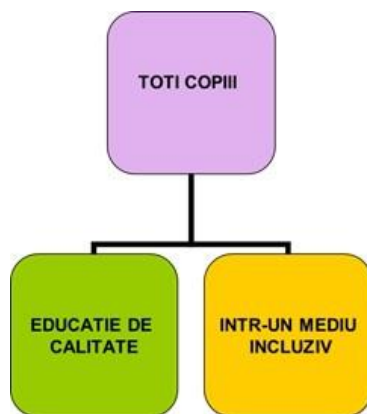 TOTI COPIII
EDUCATIE DE
CALITATE
INTR-UN MEDIU
INCLUZIV